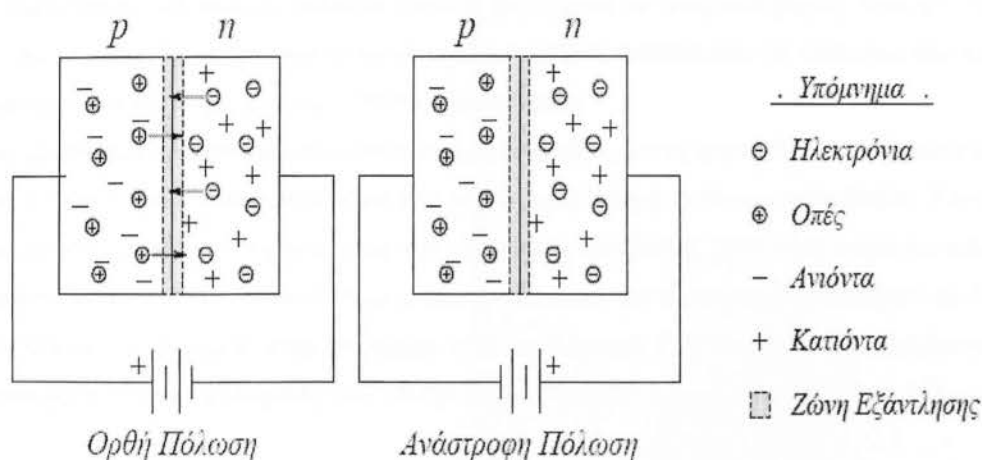 p n
p n
. Υπόμνημα .
Ηλεκτρόνια
Οπές
Ανιόντα
Κατιόντα
Ζώνη Εξάντλησης
Ορθή Πόλωση
Ανάστροφη Πόλωση